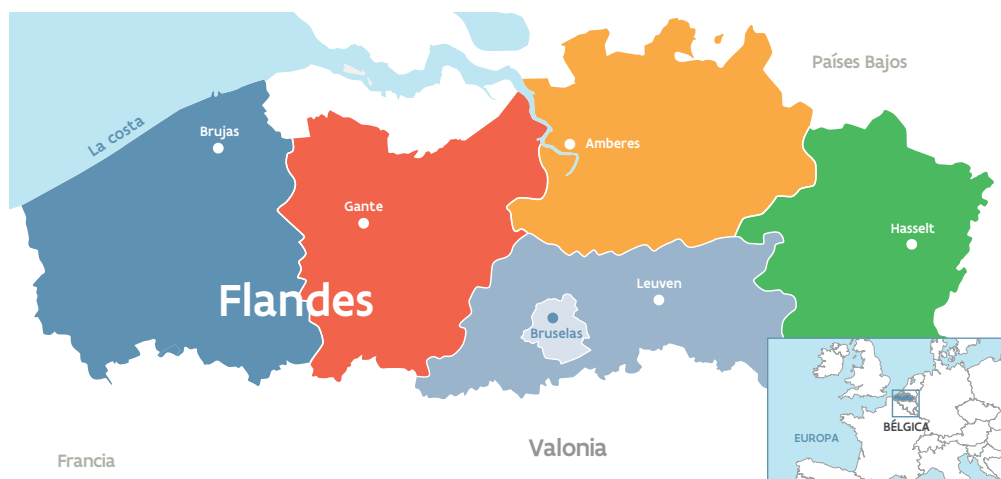 Países Bajos
La costa
Brujas
Amberes
Gante
Hasselt
Flandes
Leuven
Bruselas
Valonia
Francia
BÉLGICA
EUROPA